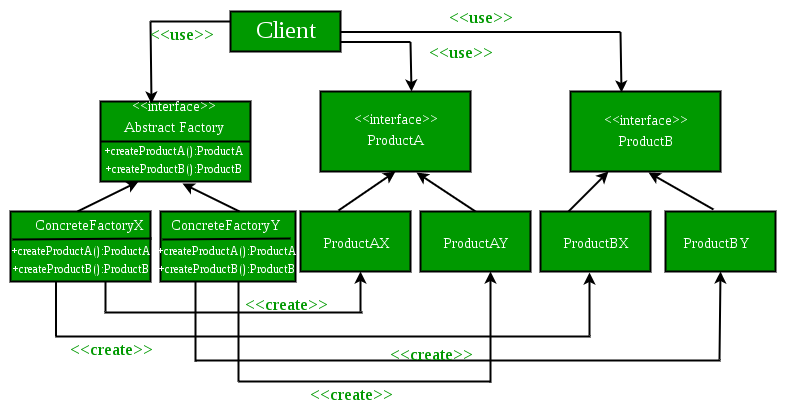 <<use>>
Client
<<use>>
<<use>>
<<interface>>
Abstract Factory
+createProductA():ProductA
+createProductB():ProductB
<<interface>>
ProductA
<<interface>>
ProductB
ConcreteFactoryX
+createProductA():ProductA
+createProductB():ProductB
ConcreteFactoryY
+createProductA():ProductA
+createProductB():ProductB
ProductAX
ProductAY
ProductBX
ProductBY
<<create>>
<<create>>
<<create>>
<<create>>